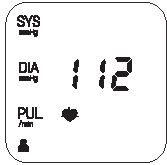 SYS
mmHg
DIA 112
mmHg
PUL
/min